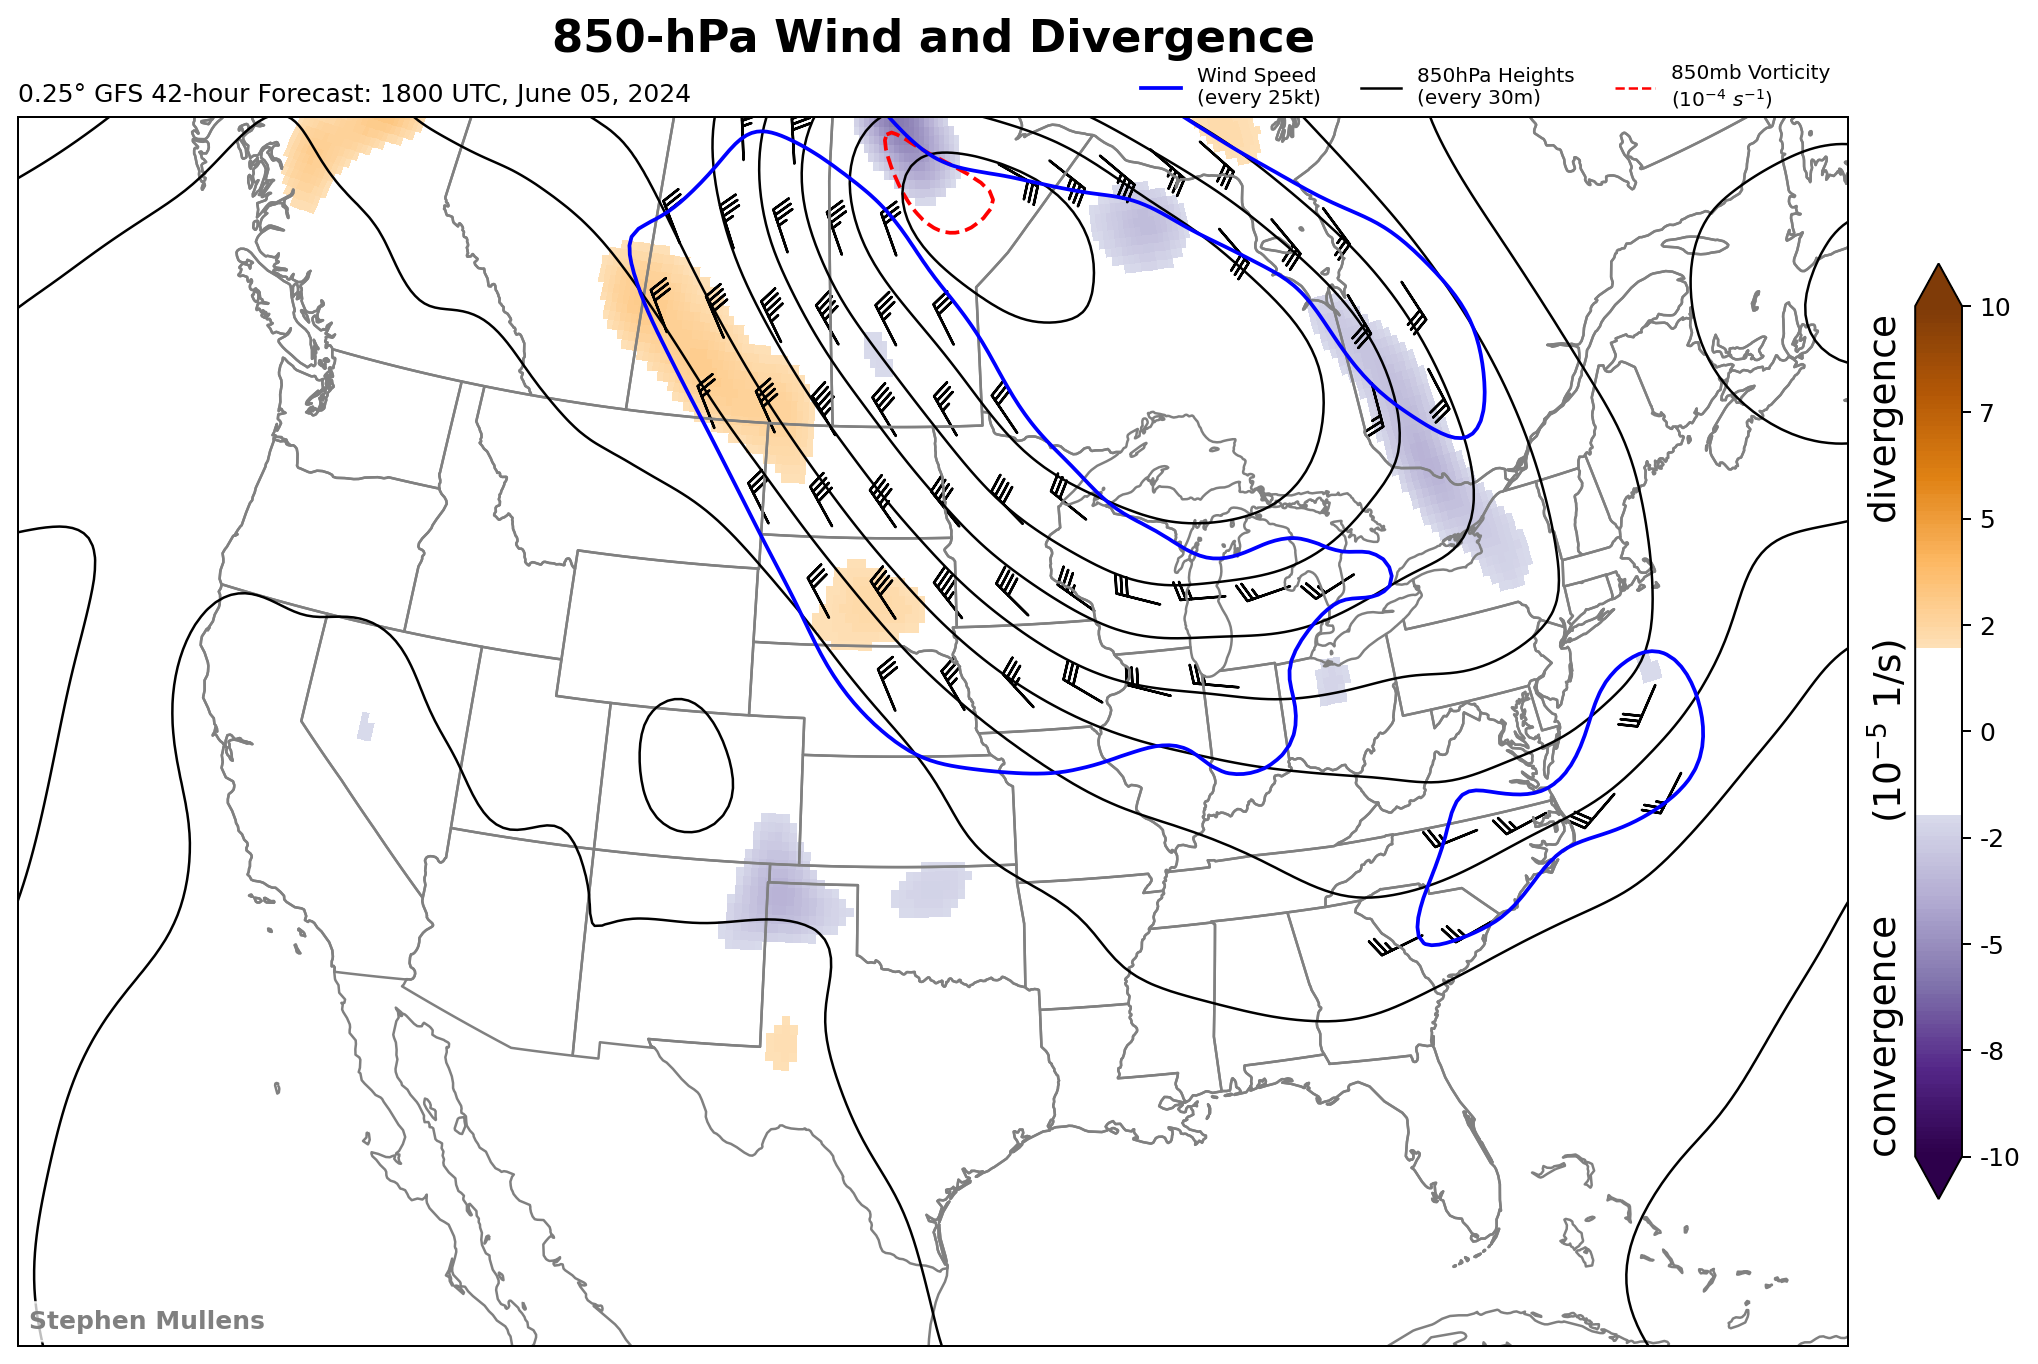 850-hPa Wind and Divergence
0.25° GFS 42-hour Forecast: 1800 UTC, June 05, 2024
Wind Speed
(every 25kt)
850hPa Heights
(every 30m)
850mb Vorticity
(10⁻⁴ s⁻¹)
10
7
5
2
0
-2
-5
-8
-10
convergence (10⁻⁵ 1/s) divergence
Stephen Mullens